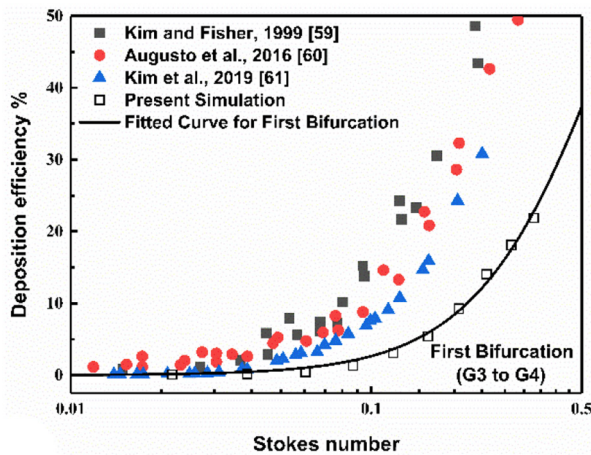 50
40
30
20
10
0
Deposition efficiency %
Kim and Fisher, 1999 [59]
Augusto et al., 2016 [60]
Kim et al., 2019 [61]
Present Simulation
Fitted Curve for First Bifurcation
First Bifurcation
(G3 to G4)
0.01
0.1
0.5
Stokes number